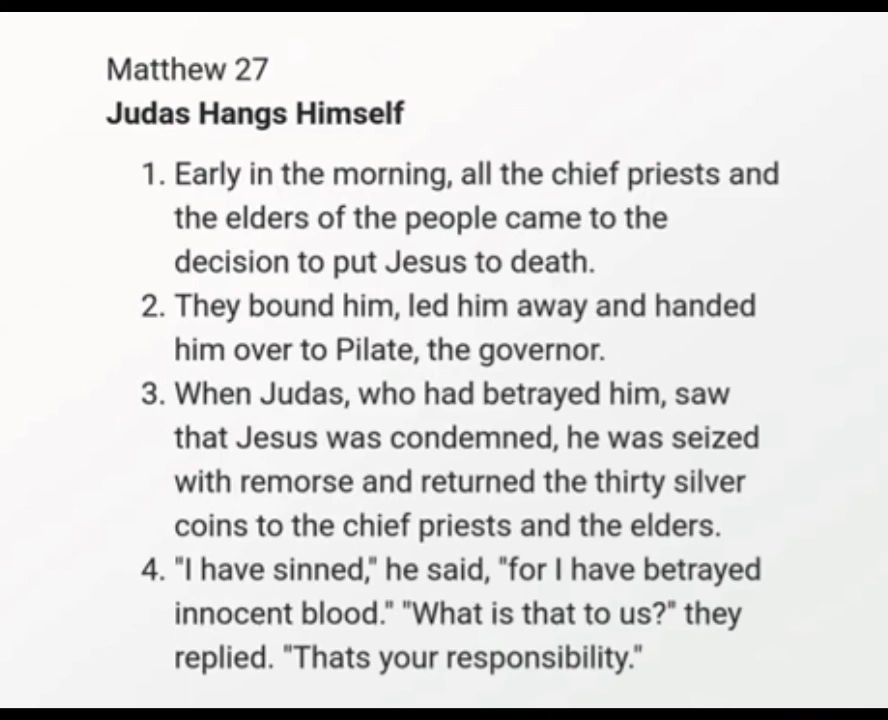 Matthew 27
Judas Hangs Himself
1. Early in the morning, all the chief priests and
the elders of the people came to the
decision to put Jesus to death.
2. They bound him, led him away and handed
him over to Pilate, the governor.
3. When Judas, who had betrayed him, saw
that Jesus was condemned, he was seized
with remorse and returned the thirty silver
coins to the chief priests and the elders.
4. "I have sinned," he said, "for I have betrayed
innocent blood." "What is that to us?" they
replied. "Thats your responsibility."